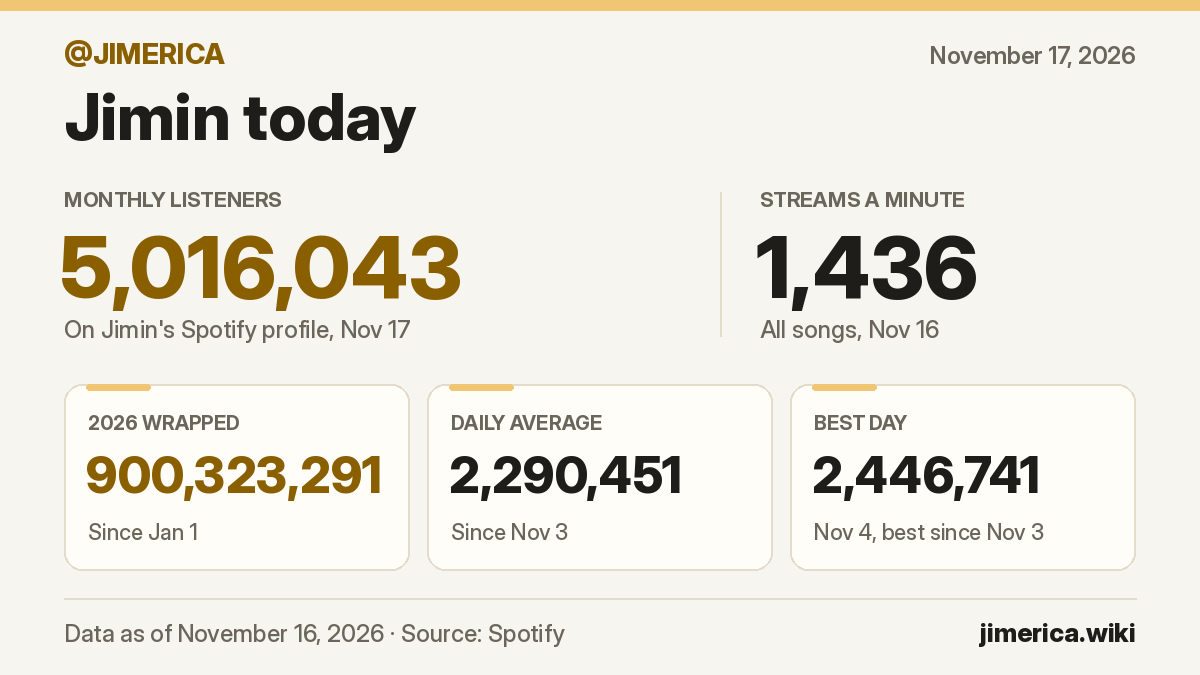 @JIMERICA
November 17, 2026
Jimin today
MONTHLY LISTENERS
5,016,043
On Jimin's Spotify profile, Nov 17
STREAMS A MINUTE
1,436
All songs, Nov 16
2026 WRAPPED
900,323,291
Since Jan 1
DAILY AVERAGE
2,290,451
Since Nov 3
BEST DAY
2,446,741
Nov 4, best since Nov 3
Data as of November 16, 2026 · Source: Spotify
jimerica.wiki